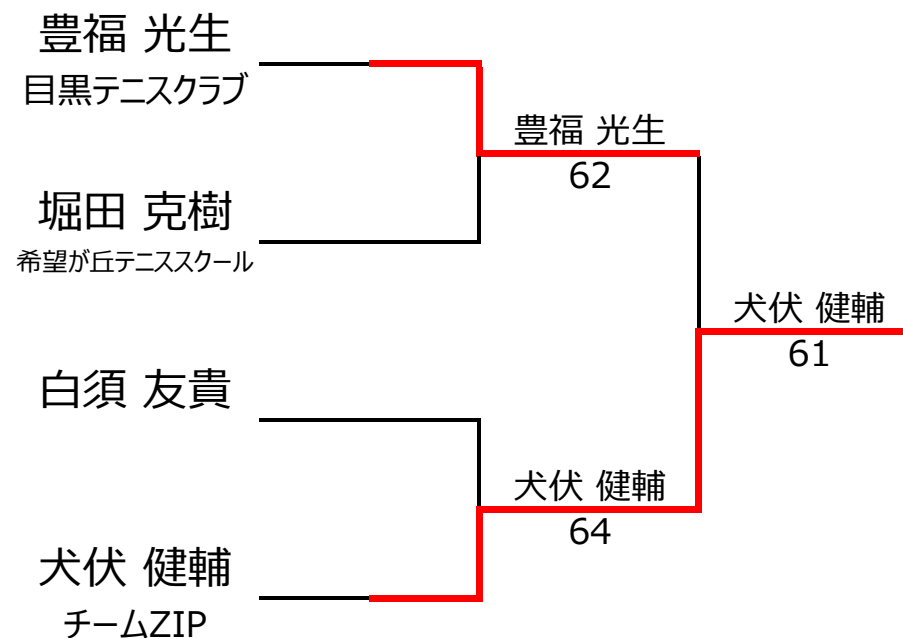 豊福 光生
目黒テニスクラブ
豊福 光生
62
堀田 克樹
希望が丘テニススクール
犬伏 健輔
61
白須 友貴
犬伏 健輔
64
犬伏 健輔
チームZIP